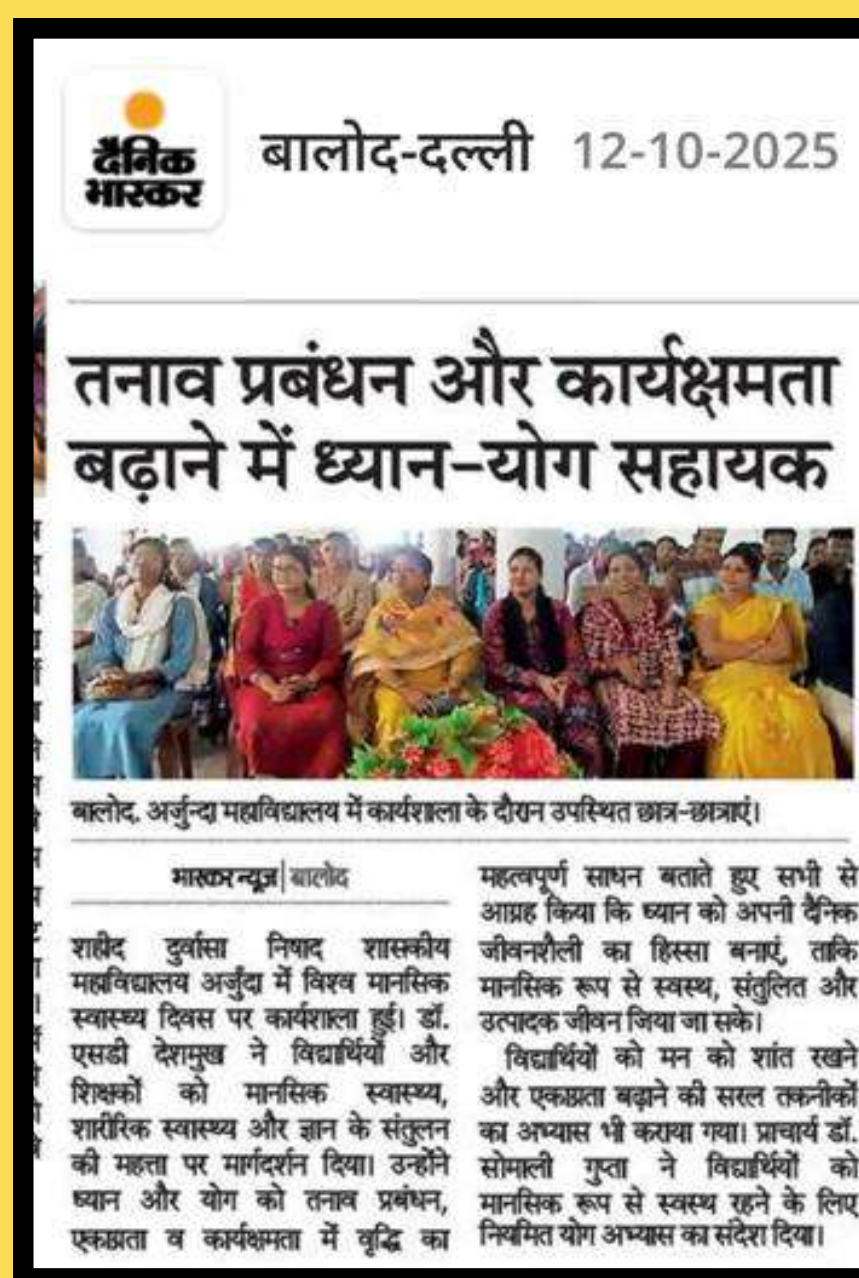 दैनिक
भास्कर
बालोद-दल्ली 12-10-2025
तनाव प्रबंधन और कार्यक्षमता
बढ़ाने में ध्यान-योग सहायक
बालोद. अर्जुन्दा महाविद्यालय में कार्यशाला के दौरान उपस्थित छात्र-छात्राएं।
भास्कर न्यूज़|बालोद
शहीद दुर्वासा निषाद शासकीय
महाविद्यालय अर्जुंदा में विश्व मानसिक
स्वास्थ्य दिवस पर कार्यशाला हुई। डॉ.
एसडी देशमुख ने विद्यार्थियों और
शिक्षकों को मानसिक स्वास्थ्य,
शारीरिक स्वास्थ्य और ज्ञान के संतुलन
की महत्ता पर मार्गदर्शन दिया। उन्होंने
ध्यान और योग को तनाव प्रबंधन,
एकाग्रता व कार्यक्षमता में वृद्धि का
महत्वपूर्ण साधन बताते हुए सभी से
आग्रह किया कि ध्यान को अपनी दैनिक
जीवनशैली का हिस्सा बनाएं, ताकि
मानसिक रूप से स्वस्थ, संतुलित और
उत्पादक जीवन जिया जा सके।
विद्यार्थियों को मन को शांत रखने
और एकाग्रता बढ़ाने की सरल तकनीकों
का अभ्यास भी कराया गया। प्राचार्य डॉ.
सोमाली गुप्ता ने विद्यार्थियों को
मानसिक रूप से स्वस्थ रहने के लिए
नियमित योग अभ्यास का संदेश दिया।